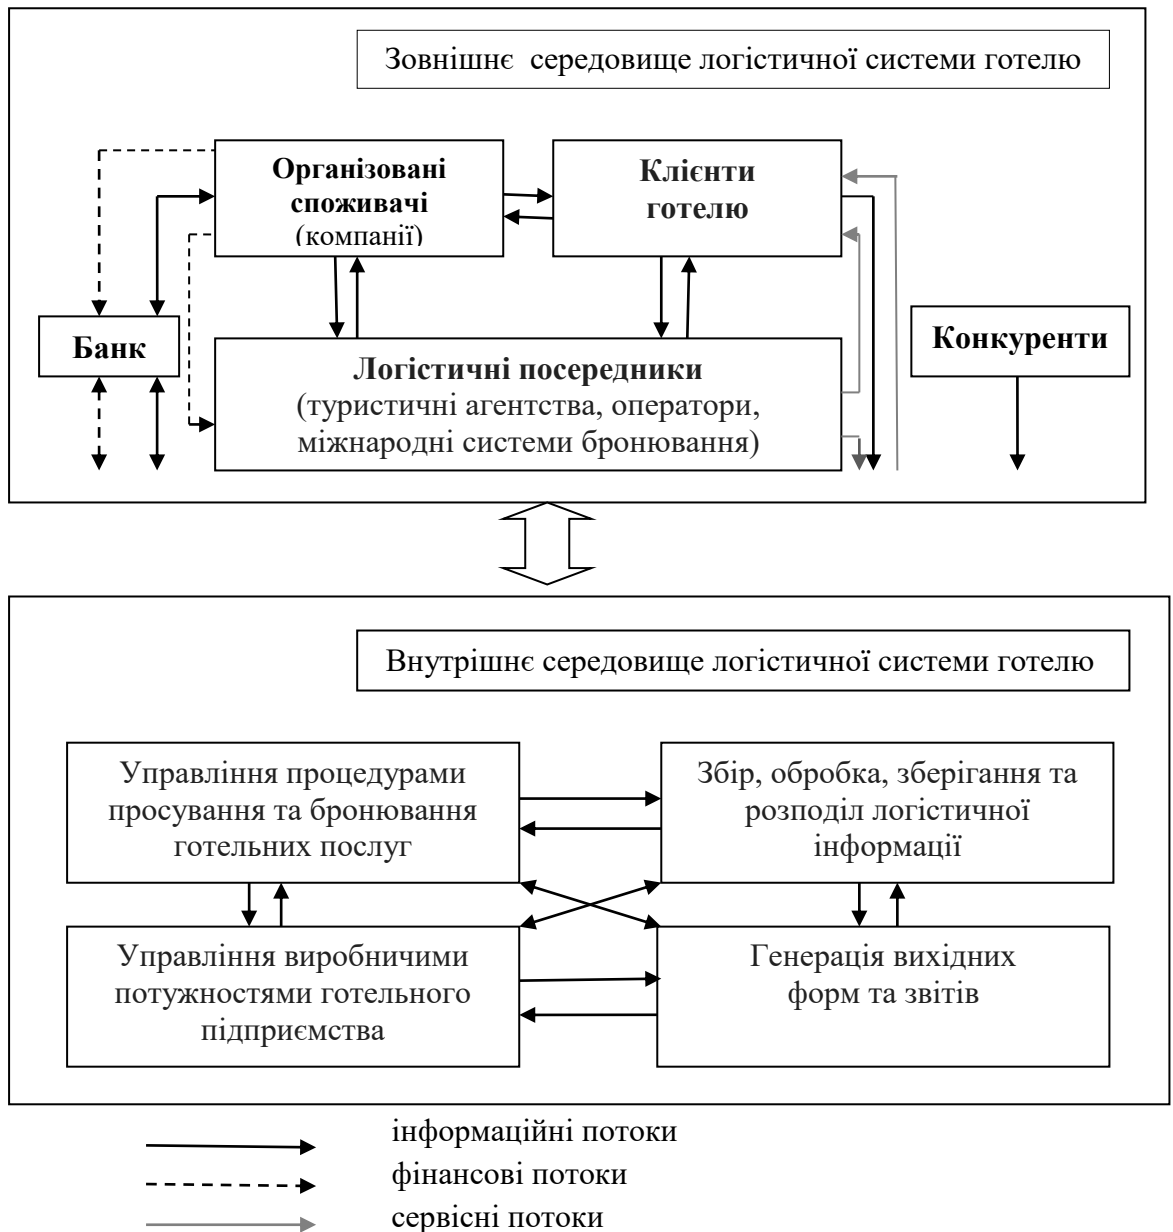 Зовнішнє середовище логістичної системи готелю
Організовані
споживачі
(компанії)
Клієнти
готелю
Банк
Конкуренти
Логістичні посередники
(туристичні агентства, оператори,
міжнародні системи бронювання)
Внутрішнє середовище логістичної системи готелю
Управління процедурами
просування та бронювання
готельних послуг
Збір, обробка, зберігання та
розподіл логістичної
інформації
Управління виробничими
потужностями готельного
підприємства
Генерація вихідних
форм та звітів
інформаційні потоки
фінансові потоки
сервісні потоки